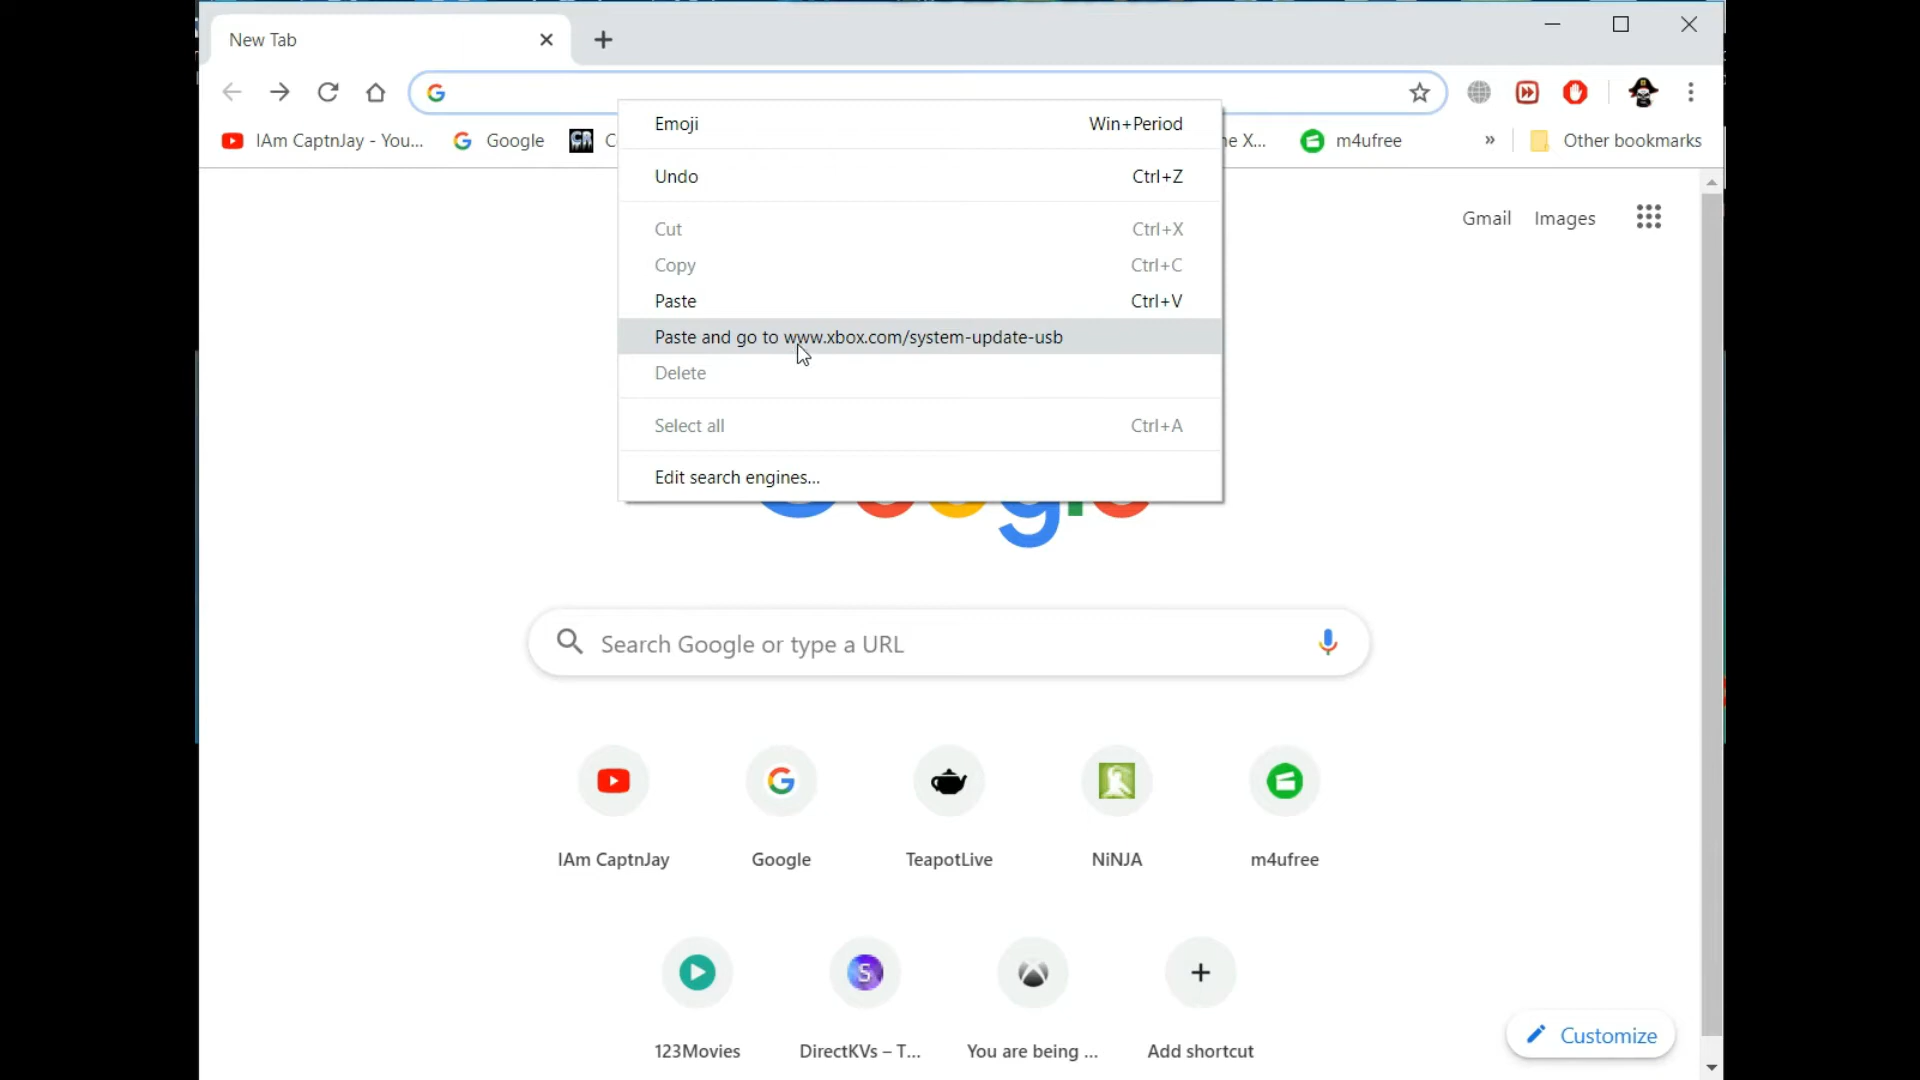 New Tab
IAm CaptnJay - You... Google ne X... m4ufree » Other bookmarks
Emoji Win+Period
Undo Ctrl+Z
Cut Ctrl+X
Copy Ctrl+C
Paste Ctrl+V
Paste and go to www.xbox.com/system-update-usb
Delete
Select all Ctrl+A
Edit search engines...
Gmail Images
Search Google or type a URL
IAm CaptnJay Google TeapotLive NiNJA m4ufree
S
123Movies DirectKVs – T... You are being ... Add shortcut
Customize